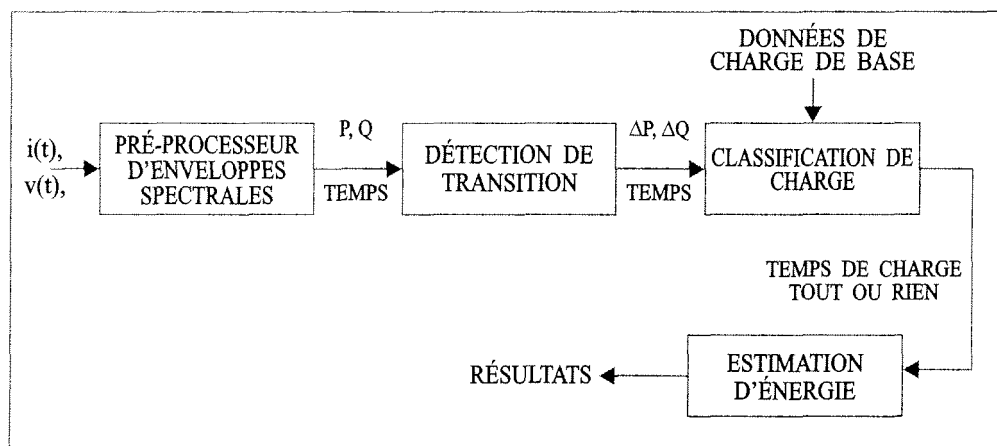 DONNÉES DE
CHARGE DE BASE
i(t),
v(t),
PRÉ-PROCESSEUR
D'ENVELOPPES
SPECTRALES
P, Q
TEMPS
DÉTECTION DE
TRANSITION
ΔP, ΔQ
TEMPS
CLASSIFICATION DE
CHARGE
TEMPS DE CHARGE
TOUT OU RIEN
ESTIMATION
D'ÉNERGIE
RÉSULTATS